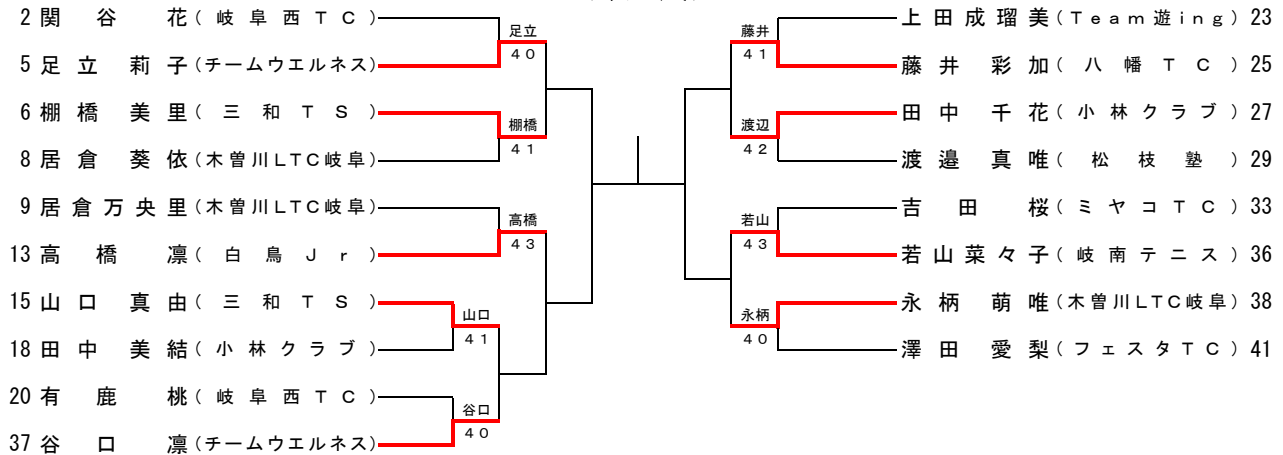 2 関谷 花(岐阜西TC)
足立
40
5 足立 莉子(チームウエルネス)
6 棚橋 美里(三和TS)
棚橋
41
8 居倉 葵依(木曽川LTC岐阜)
9 居倉万央里(木曽川LTC岐阜)
高橋
43
13 高橋 凛(白鳥Jr)
15 山口 真由(三和TS)
山口
41
18 田中 美結(小林クラブ)
20 有鹿 桃(岐阜西TC)
谷口
40
37 谷口 凛(チームウエルネス)
上田成瑠美(Team遊ing) 23
藤井
41
藤井彩加(八幡TC) 25
田中千花(小林クラブ) 27
渡辺
42
渡邉真唯(松枝塾) 29
吉田 桜(ミヤコTC) 33
若山
43
若山菜々子(岐南テニス) 36
永柄萌唯(木曽川LTC岐阜) 38
永柄
40
澤田愛梨(フェスタTC) 41